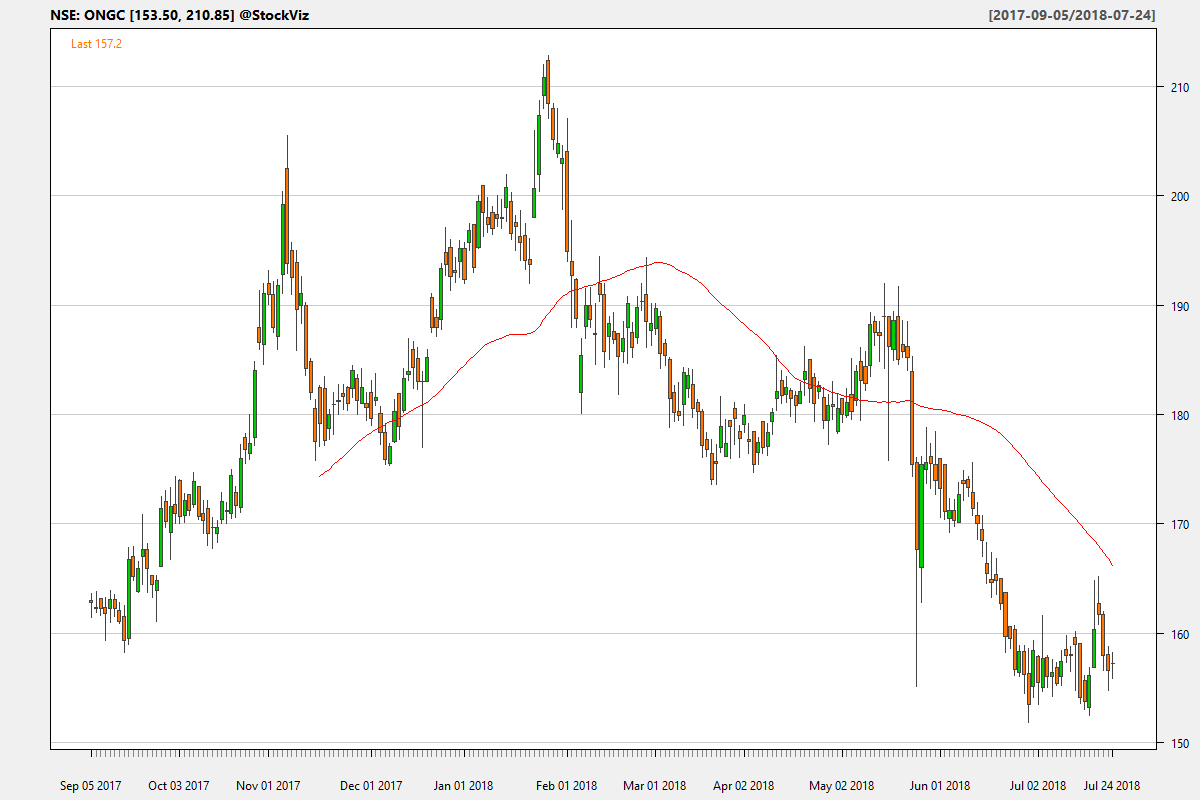 NSE: ONGC [153.50, 210.85] @StockViz [2017-09-05/2018-07-24]
Last 157.2
210
200
190
180
170
160
150
Sep 05 2017 Oct 03 2017 Nov 01 2017 Dec 01 2017 Jan 01 2018 Feb 01 2018 Mar 01 2018 Apr 02 2018 May 02 2018 Jun 01 2018 Jul 02 2018 Jul 24 2018